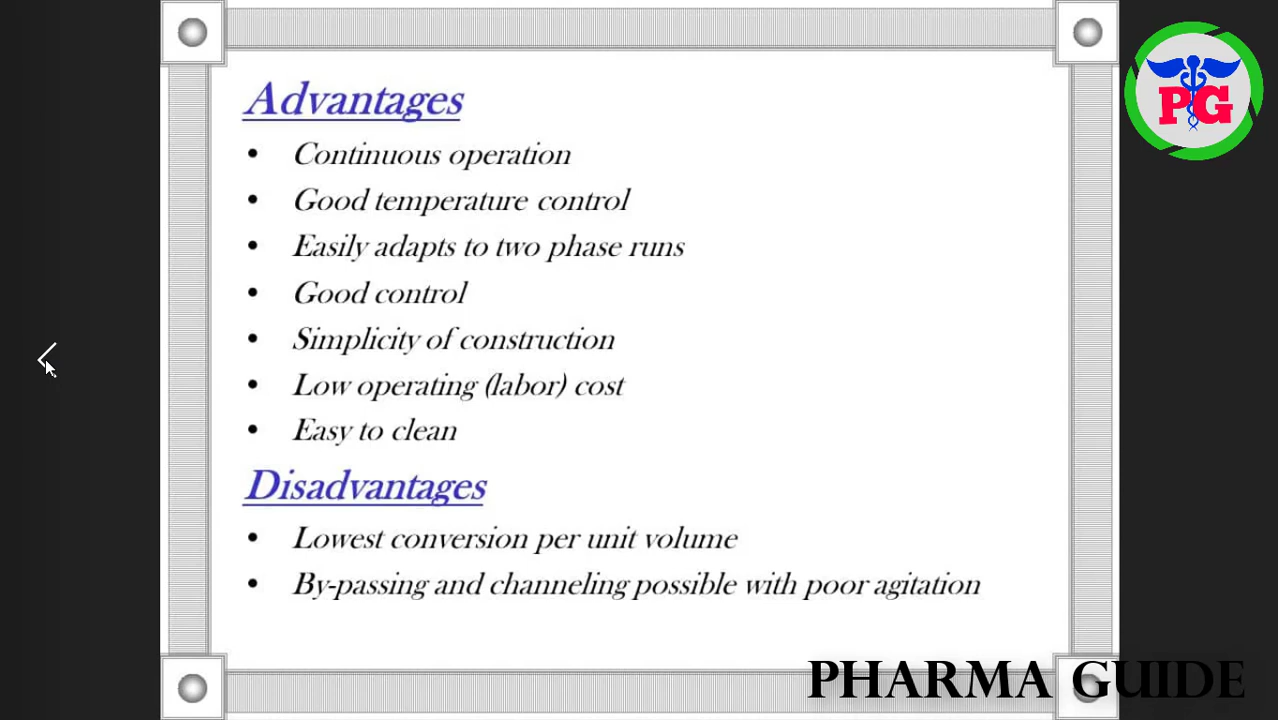 Advantages
• Continuous operation
• Good temperature control
• Easily adapts to two phase runs
• Good control
• Simplicity of construction
• Low operating (labor) cost
• Easy to clean
Disadvantages
• Lowest conversion per unit volume
• By-passing and channeling possible with poor agitation
PG
PHARMA GUIDE